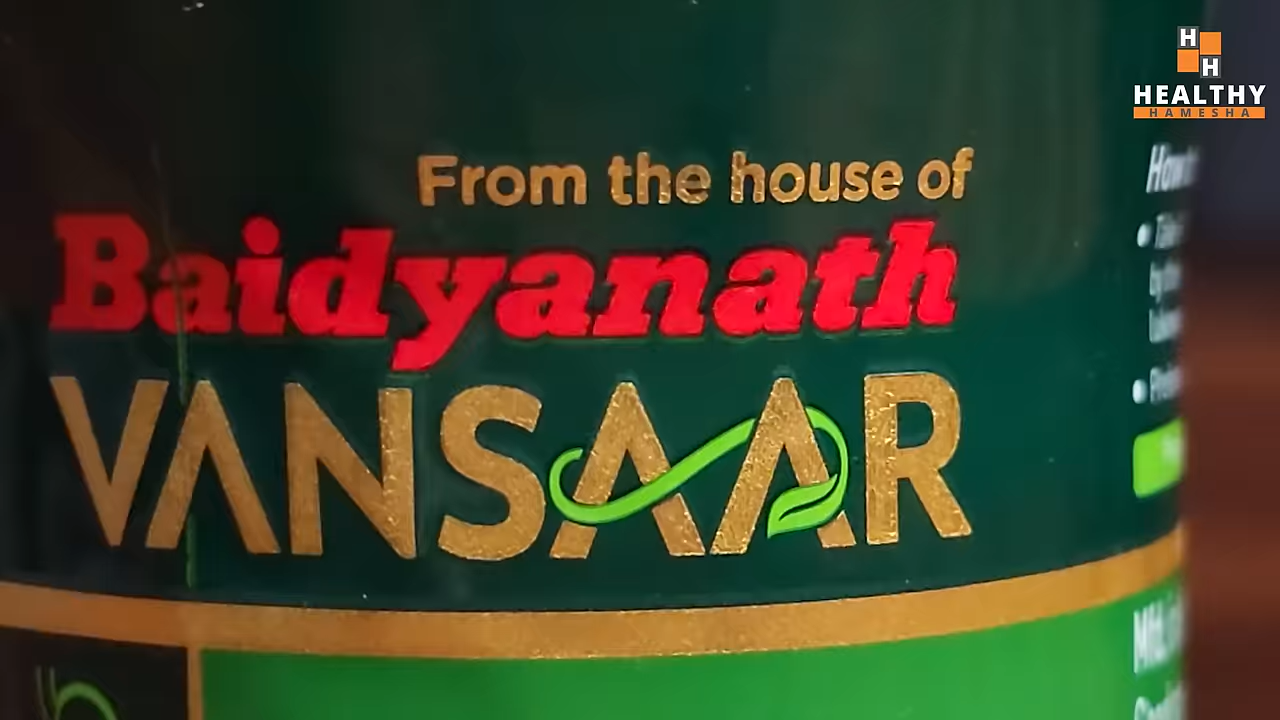 H
H
HEALTHY
HAMESHA
From the house of
Baidyanath
VANSAAR